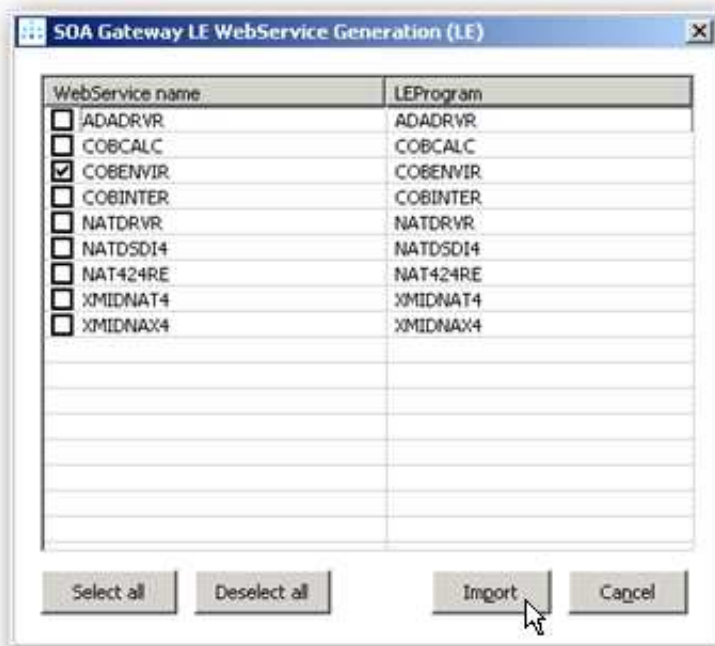 SOA Gateway LE WebService Generation (LE)
WebService name LEProgram
ADADRVR ADADRVR
COBCALC COBCALC
COBENVIR COBENVIR
COBINTER COBINTER
NATDRVR NATDRVR
NATDSDI4 NATDSDI4
NAT424RE NAT424RE
XMIDNAT4 XMIDNAT4
XMIDNAX4 XMIDNAX4
Select all Deselect all Import Cancel